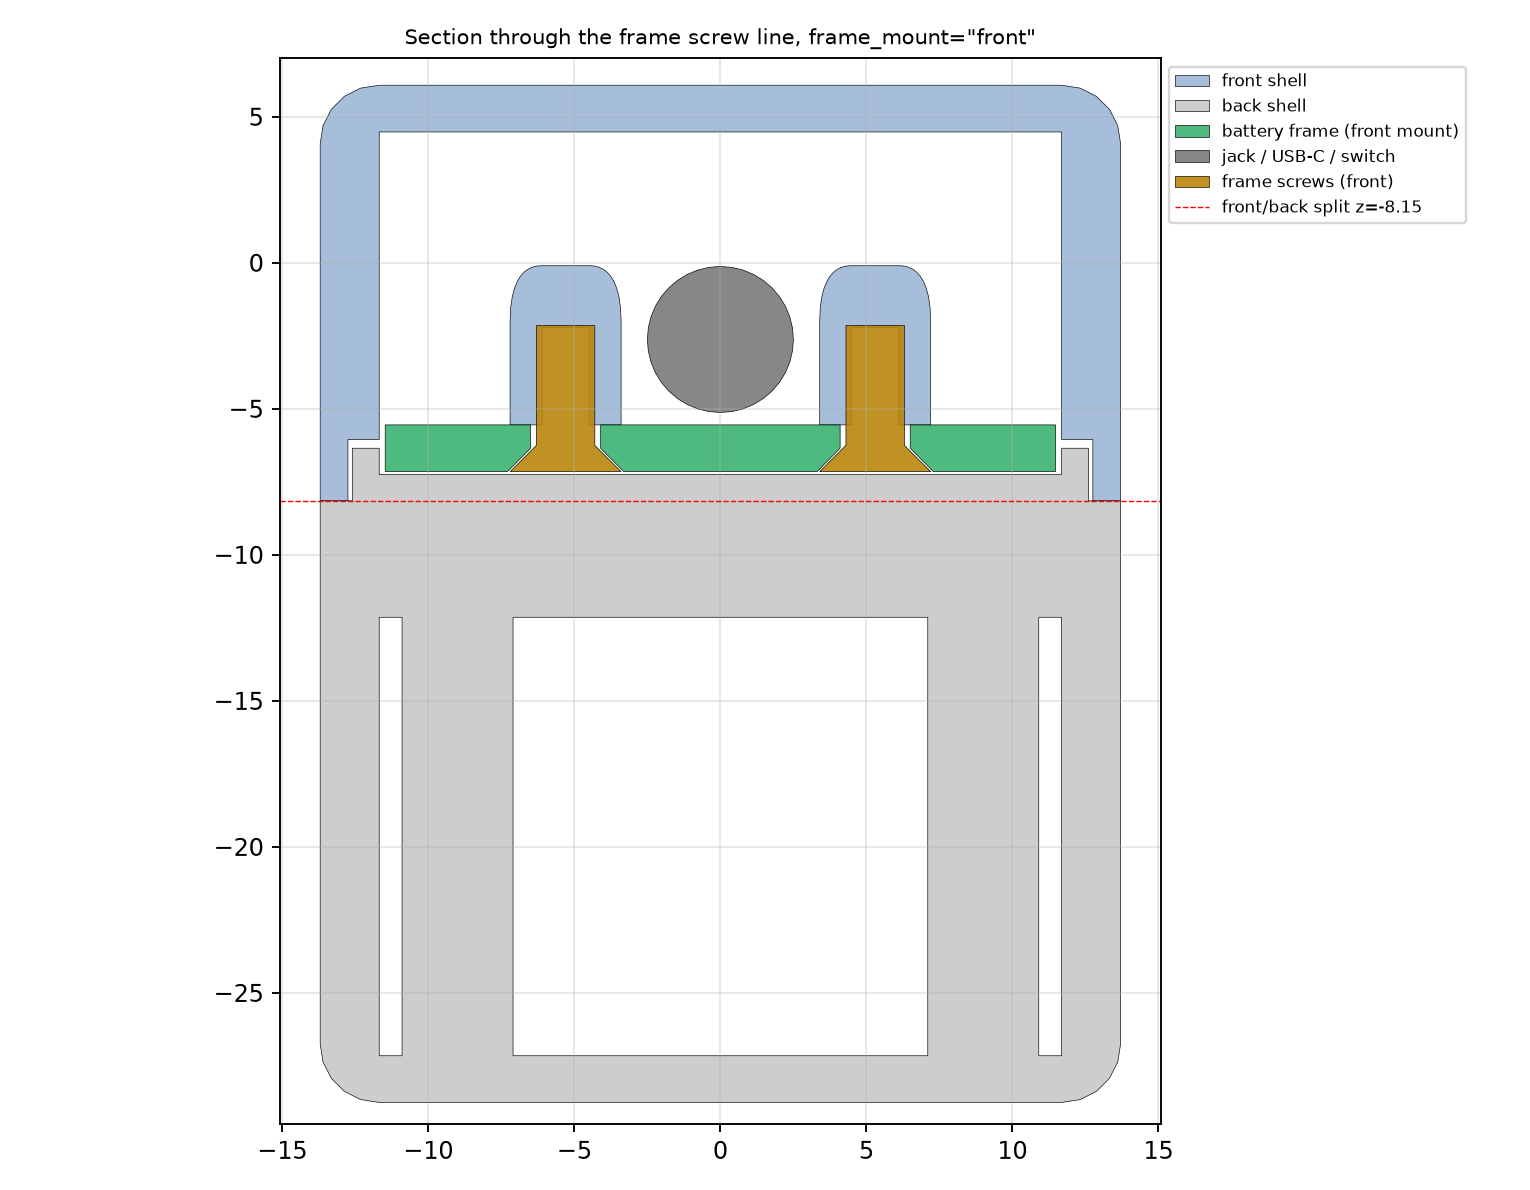 Section through the frame screw line, frame_mount="front"
front shell
back shell
battery frame (front mount)
jack / USB-C / switch
frame screws (front)
front/back split z=-8.15
5
0
−5
−10
−15
−20
−25
−15 −10 −5 0 5 10 15